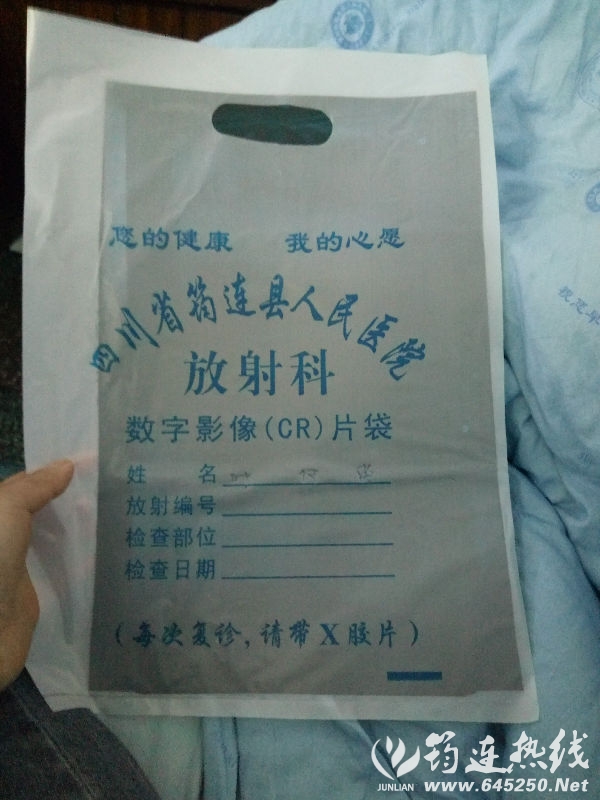 您的健康 我的心愿
四川省筠连县人民医院
放射科
数字影像(CR)片袋
姓 名
放射编号
检查部位
检查日期
(每次复诊,请带X胶片)
筠连热线
JUNLIAN www.645250.Net